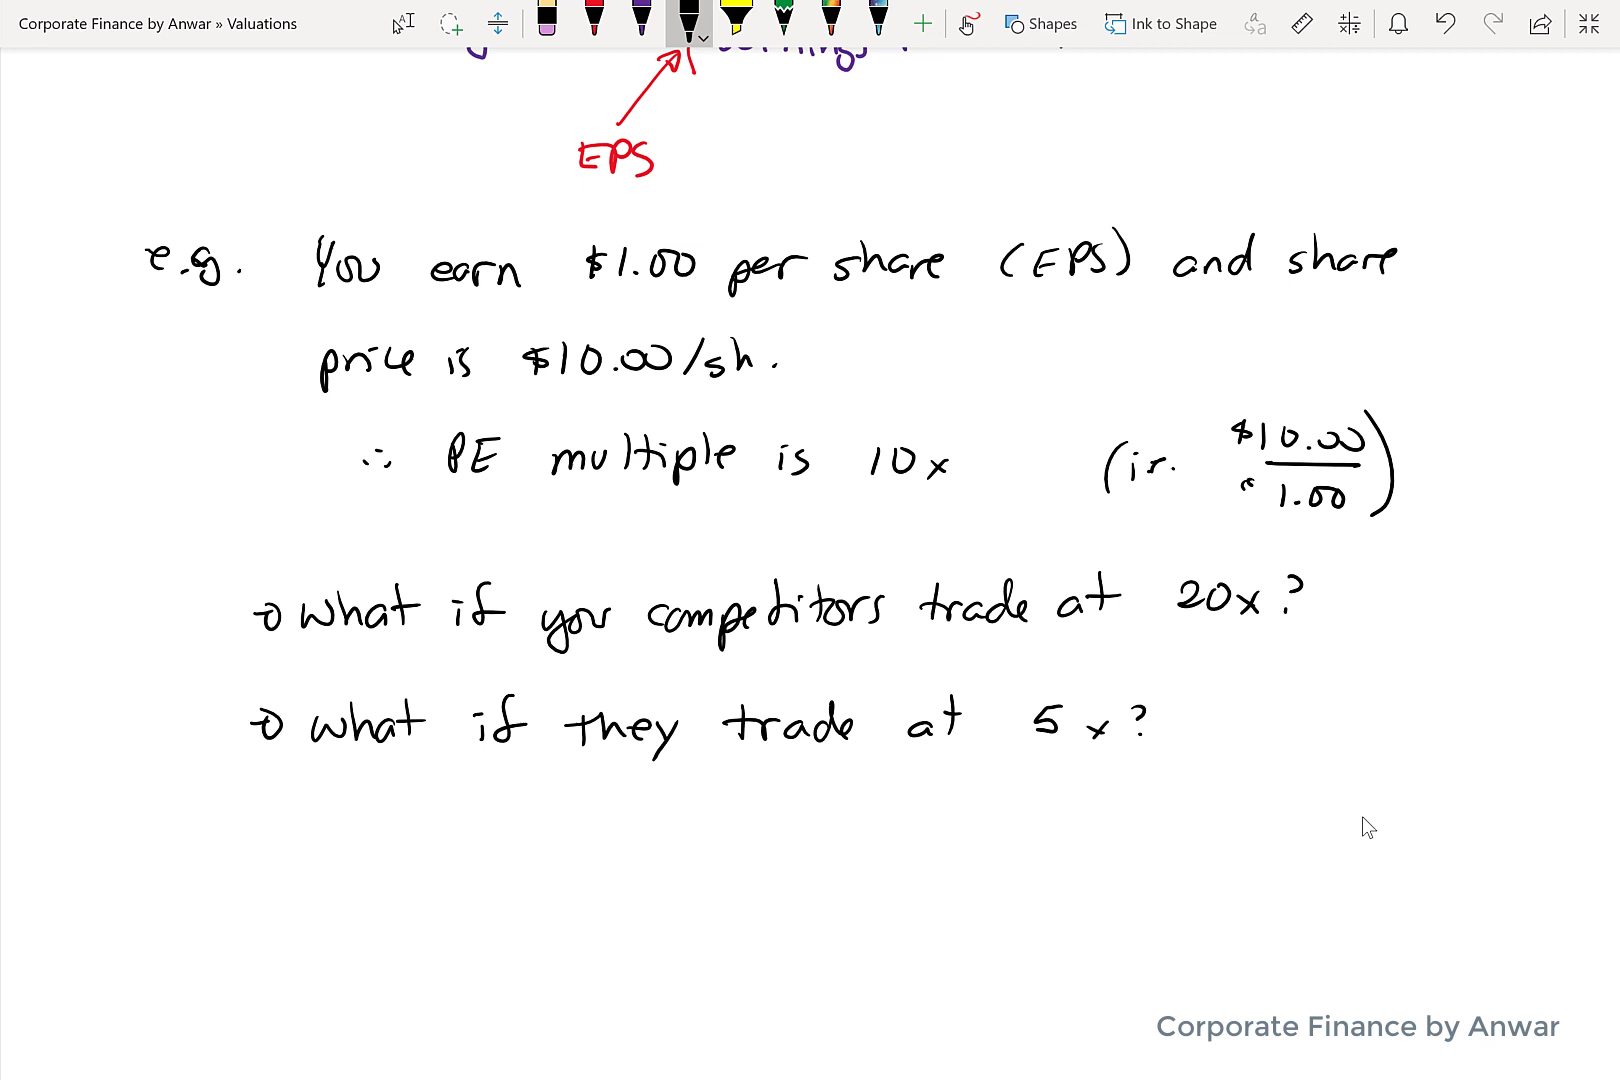 Corporate Finance by Anwar » Valuations
Shapes
Ink to Shape
EPS
e.g. You earn $1.00 per share (EPS) and share
price is $10.00/sh.
∴ PE multiple is 10x (ie. $10.00
1.00)
→ what if your competitors trade at 20x?
→ what if they trade at 5x?
Corporate Finance by Anwar